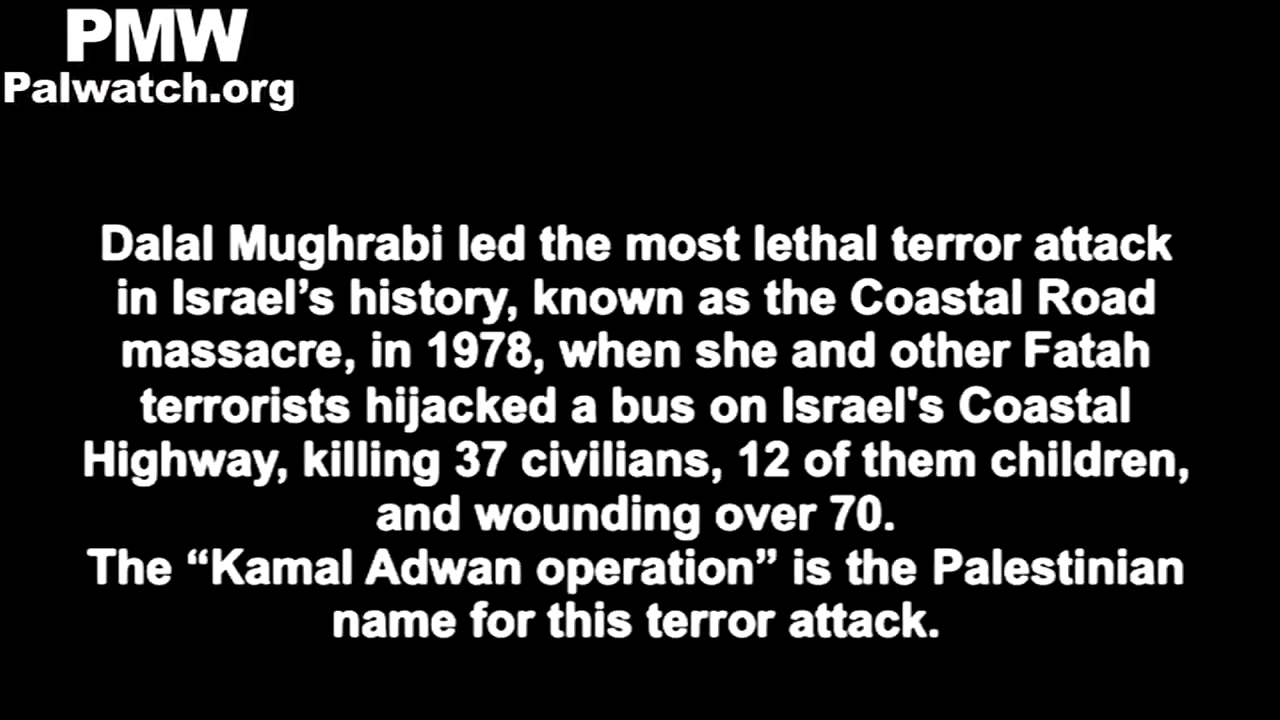 PMW
Palwatch.org
Dalal Mughrabi led the most lethal terror attack
in Israel’s history, known as the Coastal Road
massacre, in 1978, when she and other Fatah
terrorists hijacked a bus on Israel's Coastal
Highway, killing 37 civilians, 12 of them children,
and wounding over 70.
The “Kamal Adwan operation” is the Palestinian
name for this terror attack.